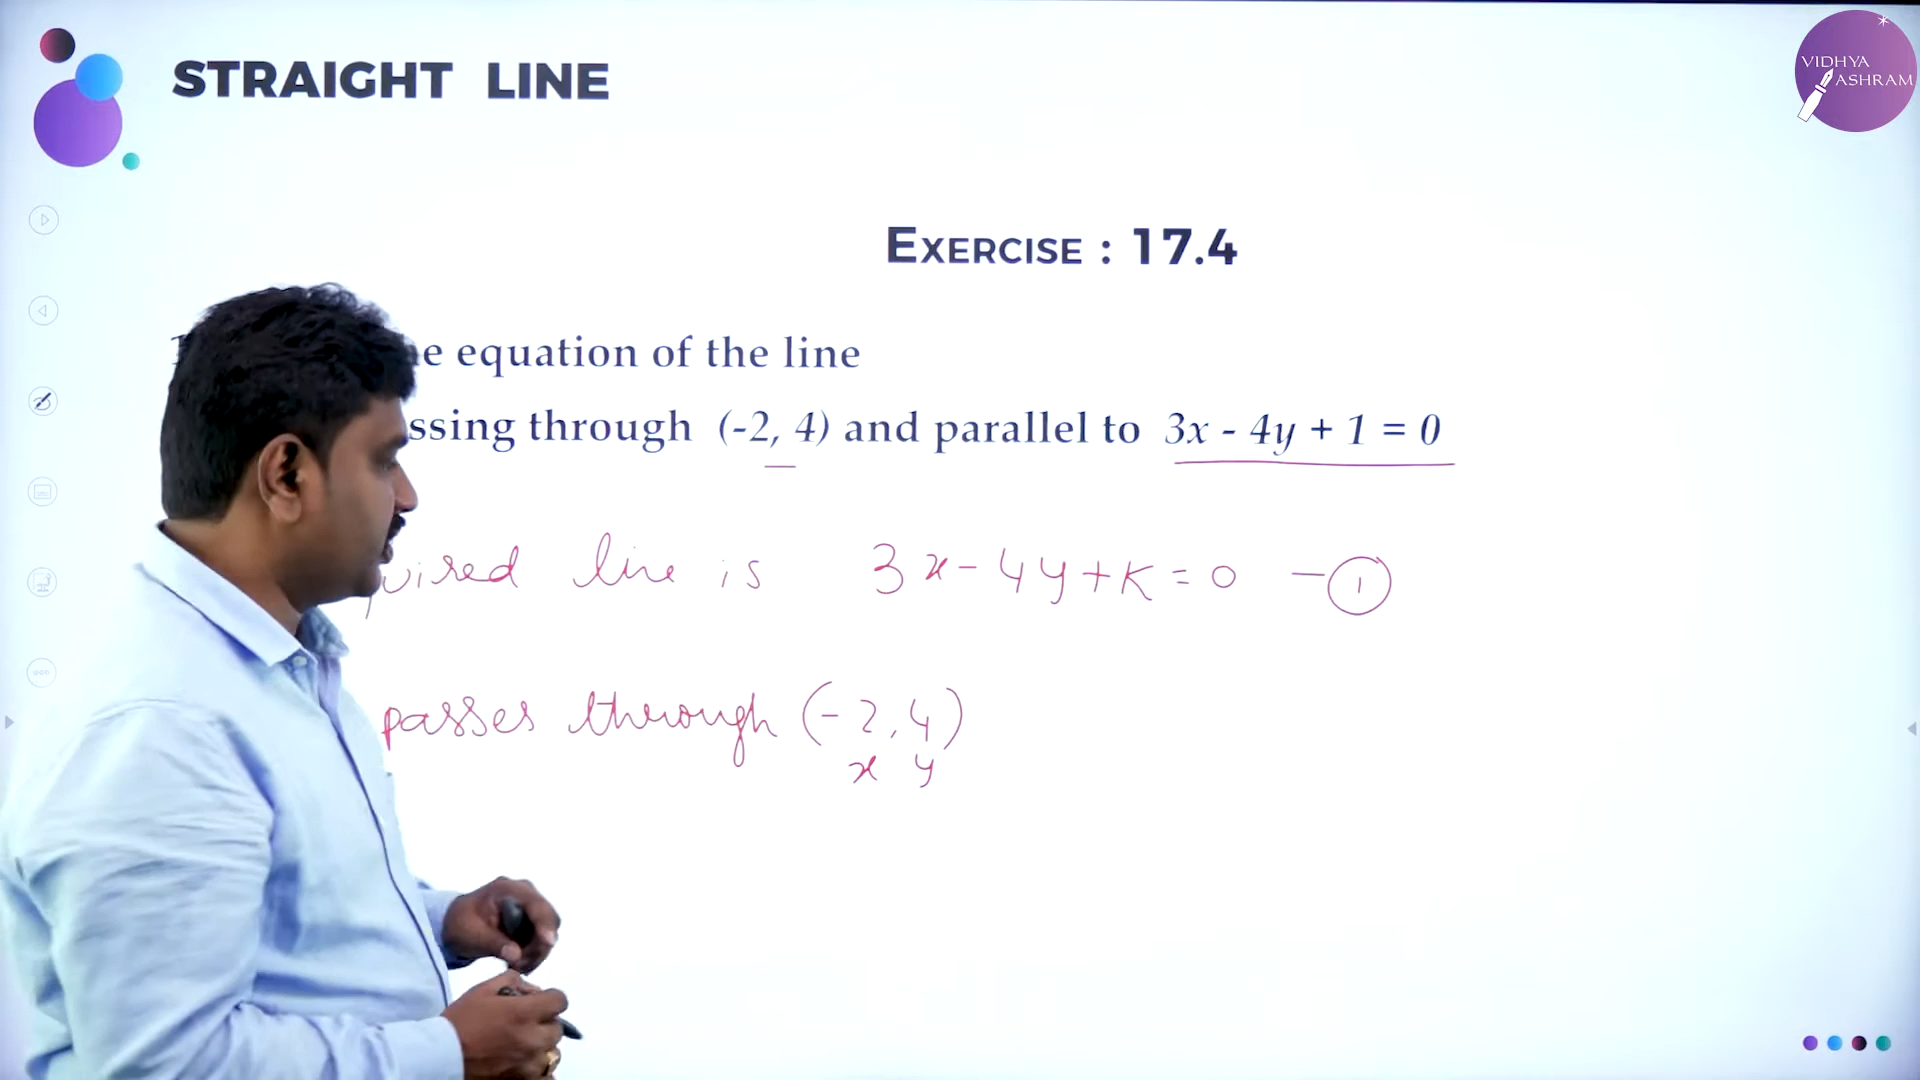 STRAIGHT LINE
VIDHYA
ASHRAM
EXERCISE : 17.4
equation of the line
through (-2, 4) and parallel to 3x - 4y + 1 = 0
line is 3x - 4y + K = 0 - 1
passes through (-2, 4)
x y